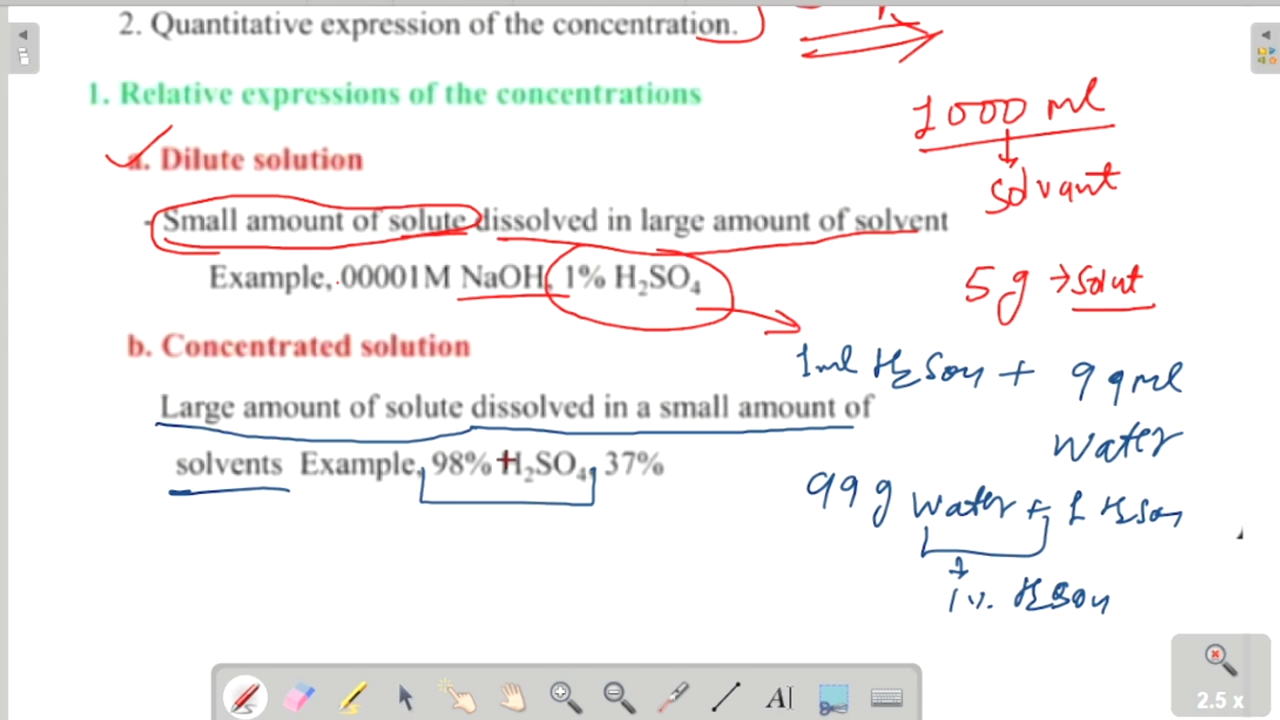 2. Quantitative expression of the concentration.
1. Relative expressions of the concentrations
1000 ml
a. Dilute solution
solvant
- Small amount of solute dissolved in large amount of solvent
Example, .00001M NaOH, 1% H₂SO₄
5g → solut
b. Concentrated solution
1ml H2SO4 + 99ml
water
Large amount of solute dissolved in a small amount of
solvents Example, 98% H₂SO₄, 37%
99g water + 1 H2SO4
1%. H2SO4
AI
2.5 x